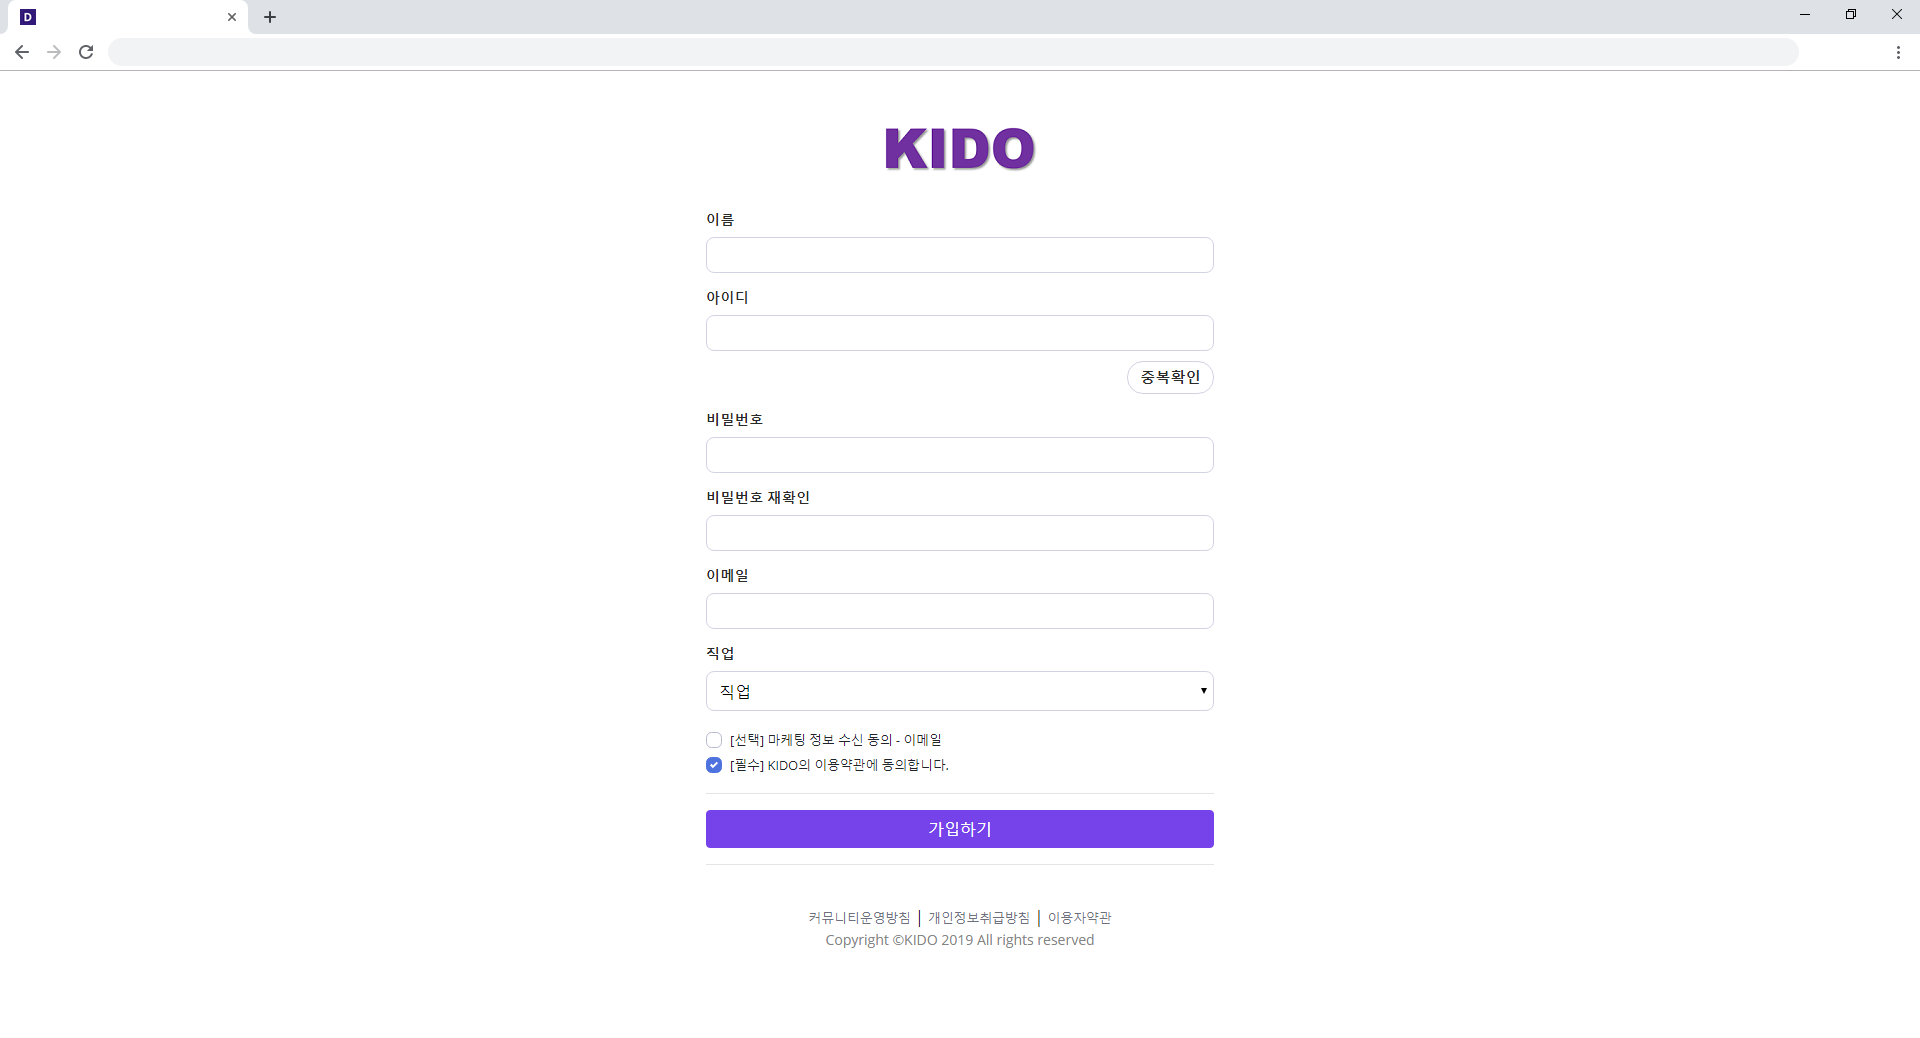 D
KIDO
이름
아이디
중복확인
비밀번호
비밀번호 재확인
이메일
직업
직업
[선택] 마케팅 정보 수신 동의 - 이메일
[필수] KIDO의 이용약관에 동의합니다.
가입하기
커뮤니티운영방침 | 개인정보취급방침 | 이용자약관
Copyright ©KIDO 2019 All rights reserved